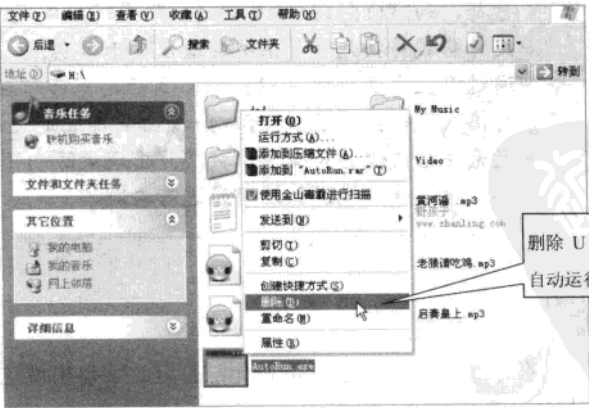 文件(F) 编辑(E) 查看(V) 收藏(A) 工具(T) 帮助(H)
后退 搜索 文件夹
地址(D) H:\ 转到
音乐任务
联机购买音乐
文件和文件夹任务
其它位置
我的电脑
我的音乐
网上邻居
详细信息
My Music
Video
黄河谣 .mp3
www.zhanling.com
老狼请吃鸡.mp3
启奏皇上.mp3
打开(O)
运行方式(A)...
添加到压缩文件(A)...
添加到 "AutoRun.rar"(T)
使用金山毒霸进行扫描
发送到(N)
剪切(T)
复制(C)
创建快捷方式(S)
删除(D)
重命名(M)
属性(R)
AutoRun.exe
删除 U
自动运行